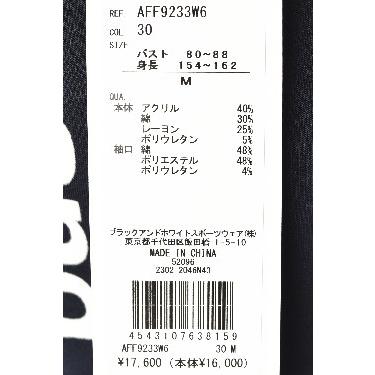 REF AFF9233W6
COL 30
SIZE
バスト 80~88
身長 154~162
M
QUA.
本体 アクリル 40%
綿 30%
レーヨン 25%
ポリウレタン 5%
袖口 綿 48%
ポリエステル 48%
ポリウレタン 4%
ブラックアンドホワイトスポーツウェア(株)
東京都千代田区飯田橋 1-5-10
MADE IN CHINA
52096
2302 2046N43
4543107638159
AFF9233W6 30 M
¥17,600 (本体¥16,000)